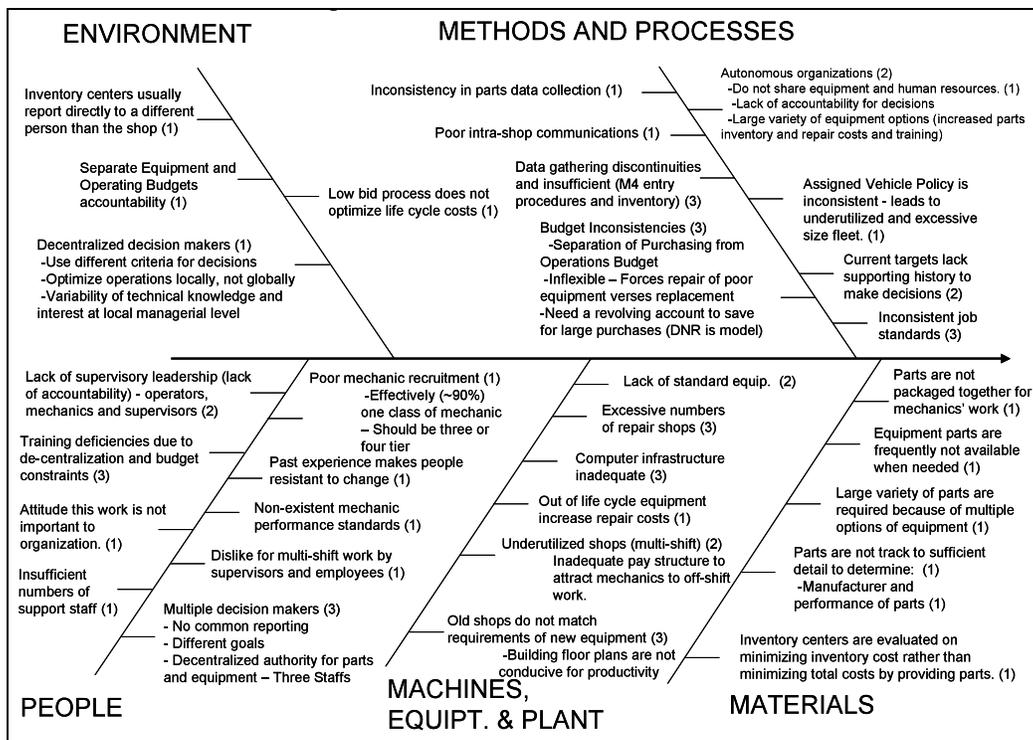 ENVIRONMENT
Inventory centers usually
report directly to a different
person than the shop (1)
Separate Equipment and
Operating Budgets
accountability (1)
Low bid process does not
optimize life cycle costs (1)
Decentralized decision makers (1)
-Use different criteria for decisions
-Optimize operations locally, not globally
-Variability of technical knowledge and
interest at local managerial level
METHODS AND PROCESSES
Inconsistency in parts data collection (1)
Poor intra-shop communications (1)
Data gathering discontinuities
and insufficient (M4 entry
procedures and inventory) (3)
Budget Inconsistencies (3)
-Separation of Purchasing from
Operations Budget
-Inflexible – Forces repair of poor
equipment verses replacement
-Need a revolving account to save
for large purchases (DNR is model)
Autonomous organizations (2)
-Do not share equipment and human resources. (1)
-Lack of accountability for decisions
-Large variety of equipment options (increased parts
inventory and repair costs and training)
Assigned Vehicle Policy is
inconsistent - leads to
underutilized and excessive
size fleet. (1)
Current targets lack
supporting history to
make decisions (2)
Inconsistent job
standards (3)
Lack of supervisory leadership (lack
of accountability) - operators,
mechanics and supervisors (2)
Training deficiencies due to
de-centralization and budget
constraints (3)
Attitude this work is not
important to
organization. (1)
Insufficient
numbers of
support staff (1)
Poor mechanic recruitment (1)
-Effectively (~90%)
one class of mechanic
– Should be three or
four tier
Past experience makes people
resistant to change (1)
Non-existent mechanic
performance standards (1)
Dislike for multi-shift work by
supervisors and employees (1)
Multiple decision makers (3)
- No common reporting
- Different goals
- Decentralized authority for parts
and equipment – Three Staffs
PEOPLE
Lack of standard equip. (2)
Excessive numbers
of repair shops (3)
Computer infrastructure
inadequate (3)
Out of life cycle equipment
increase repair costs (1)
Underutilized shops (multi-shift) (2)
Inadequate pay structure to
attract mechanics to off-shift
work.
Old shops do not match
requirements of new equipment (3)
-Building floor plans are not
conducive for productivity
MACHINES,
EQUIPT. & PLANT
Parts are not
packaged together for
mechanics' work (1)
Equipment parts are
frequently not available
when needed (1)
Large variety of parts are
required because of multiple
options of equipment (1)
Parts are not track to sufficient
detail to determine: (1)
-Manufacturer and
performance of parts (1)
Inventory centers are evaluated on
minimizing inventory cost rather than
minimizing total costs by providing parts. (1)
MATERIALS